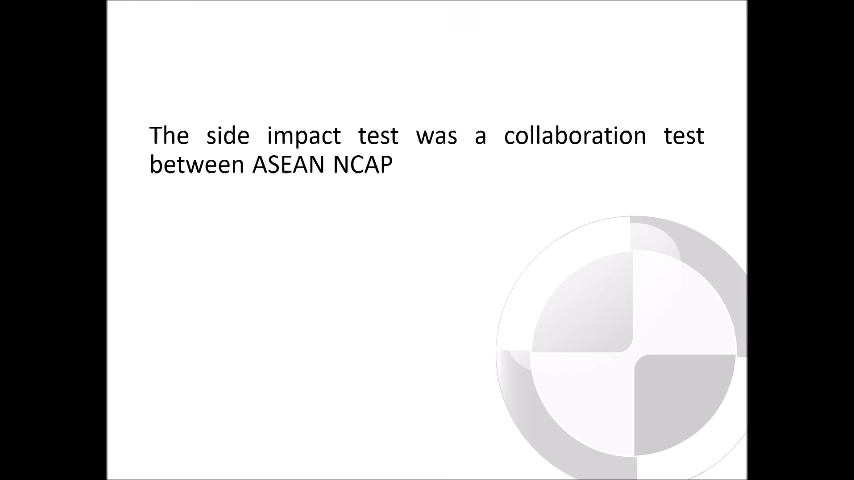 The side impact test was a collaboration test
between ASEAN NCAP